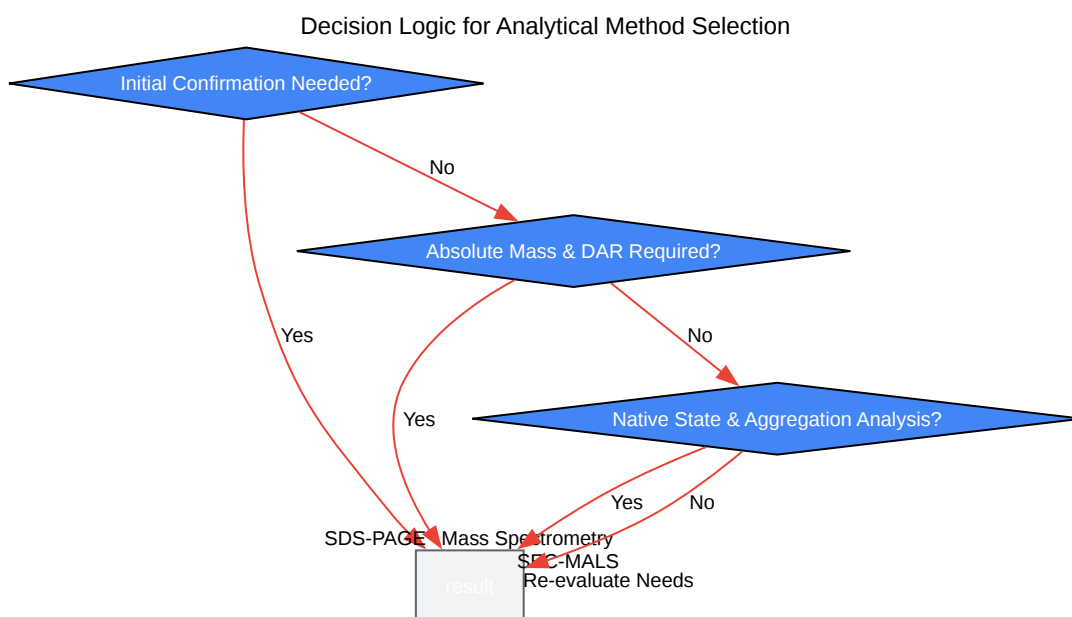 Decision Logic for Analytical Method Selection
Initial Confirmation Needed?
No
Absolute Mass & DAR Required?
Yes
No
Yes
Native State & Aggregation Analysis?
Yes
No
SDS-PAGE
Mass Spectrometry
SEC-MALS
Re-evaluate Needs
result